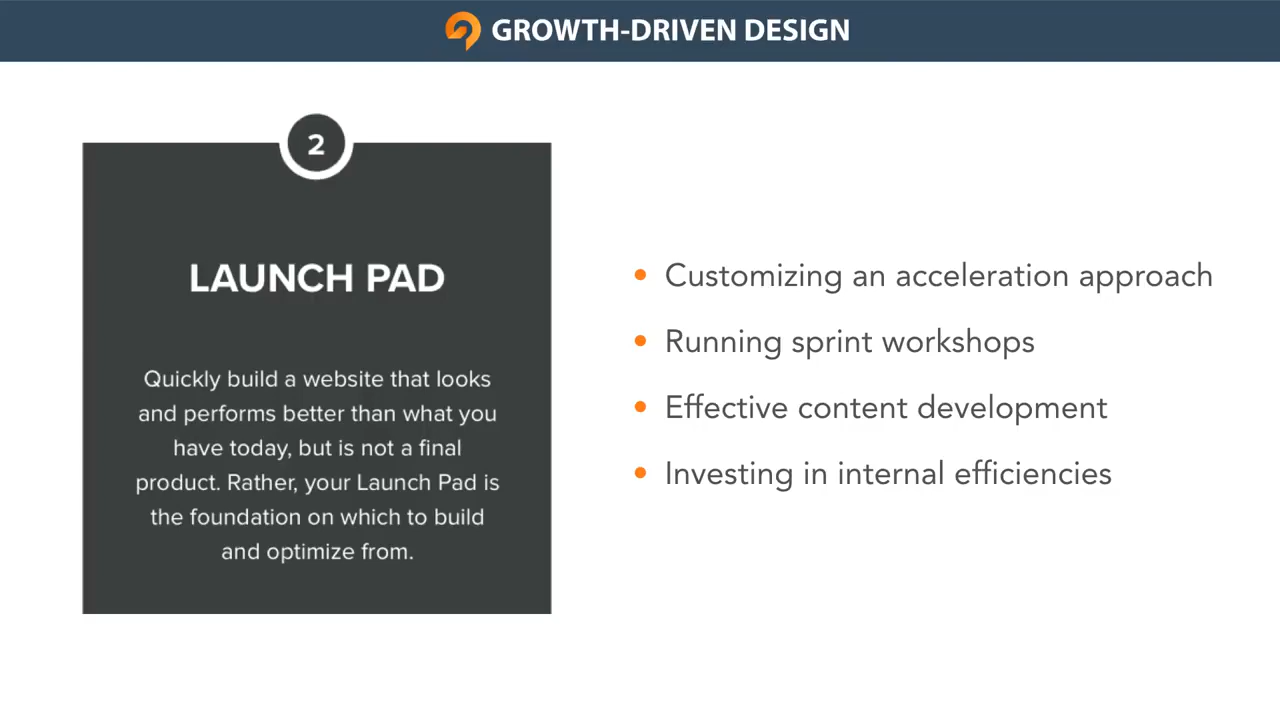 GROWTH-DRIVEN DESIGN
2
LAUNCH PAD
Quickly build a website that looks
and performs better than what you
have today, but is not a final
product. Rather, your Launch Pad is
the foundation on which to build
and optimize from.
• Customizing an acceleration approach
• Running sprint workshops
• Effective content development
• Investing in internal efficiencies